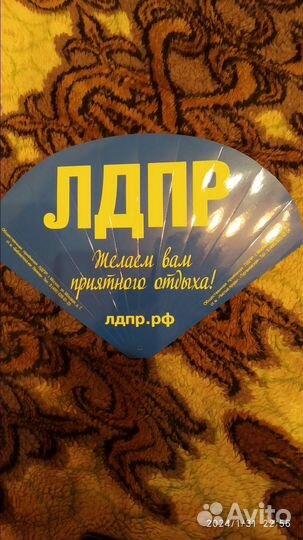 ЛДПР
Желаем вам
приятного отдыха!
лдпр.рф
2024/1/31 22:56
Avito